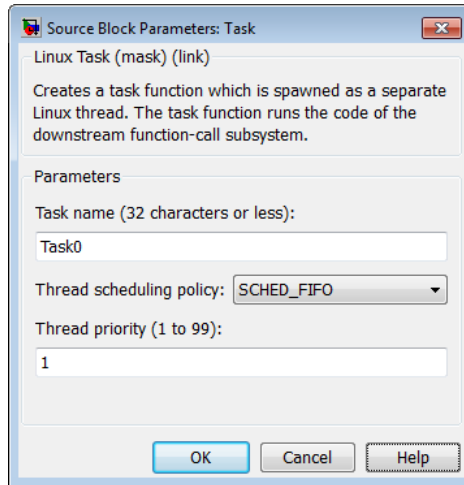 Source Block Parameters: Task
Linux Task (mask) (link)
Creates a task function which is spawned as a separate
Linux thread. The task function runs the code of the
downstream function-call subsystem.
Parameters
Task name (32 characters or less):
Task0
Thread scheduling policy: SCHED_FIFO
Thread priority (1 to 99):
1
OK Cancel Help